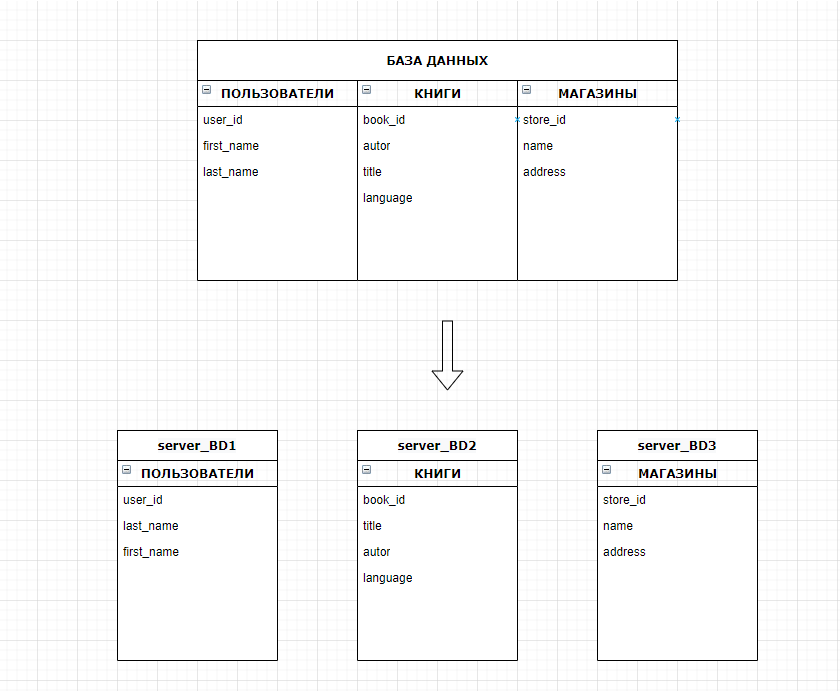 БАЗА ДАННЫХ
ПОЛЬЗОВАТЕЛИ
user_id
first_name
last_name
КНИГИ
book_id
autor
title
language
МАГАЗИНЫ
store_id
name
address
server_BD1
ПОЛЬЗОВАТЕЛИ
user_id
last_name
first_name
server_BD2
КНИГИ
book_id
title
autor
language
server_BD3
МАГАЗИНЫ
store_id
name
address